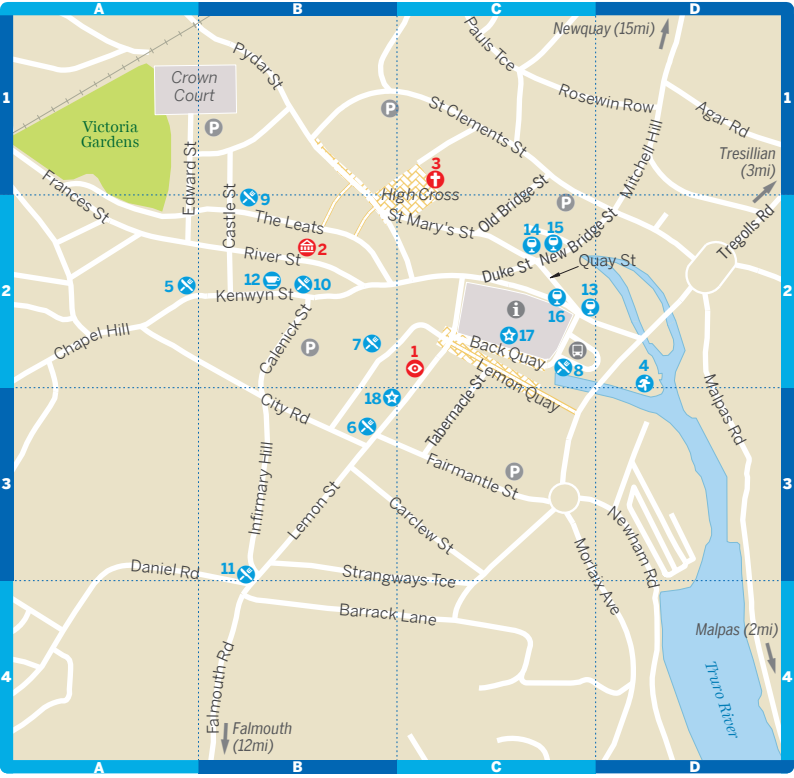 A
B
C
D
1
1
2
2
3
3
4
4
A
B
C
D
Newquay (15mi)
Pauls Tce
Pydar St
Crown
Court
P
P
St Clements St
Rosewin Row
Agar Rd
Mitchell Hill
Tresillian
(3mi)
Victoria
Gardens
Edward St
3
High Cross
Frances St
Castle St
9
The Leats
St Mary's St
Old Bridge St
P
Tregolls Rd
14
15
New Bridge St
River St
2
Duke St
Quay St
5
12
10
Kenwyn St
i
16
13
Chapel Hill
Calenick St
P
7
1
17
Back Quay
8
4
Lemon Quay
Malpas Rd
18
City Rd
6
Tabernacle St
Fairmantle St
P
Infirmary Hill
Lemon St
Carclew St
Newham Rd
Morlaix Ave
Daniel Rd
11
Strangways Tce
Barrack Lane
Malpas (2mi)
Falmouth Rd
Truro River
Falmouth
(12mi)